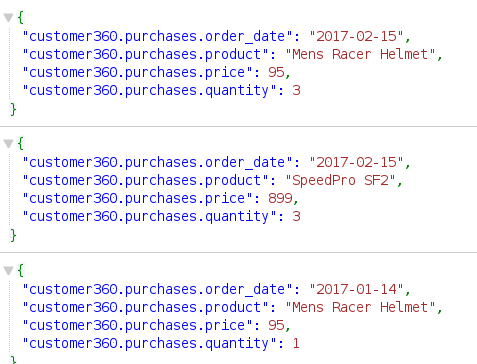 {
"customer360.purchases.order_date": "2017-02-15",
"customer360.purchases.product": "Mens Racer Helmet",
"customer360.purchases.price": 95,
"customer360.purchases.quantity": 3
}
{
"customer360.purchases.order_date": "2017-02-15",
"customer360.purchases.product": "SpeedPro SF2",
"customer360.purchases.price": 899,
"customer360.purchases.quantity": 3
}
{
"customer360.purchases.order_date": "2017-01-14",
"customer360.purchases.product": "Mens Racer Helmet",
"customer360.purchases.price": 95,
"customer360.purchases.quantity": 1
}